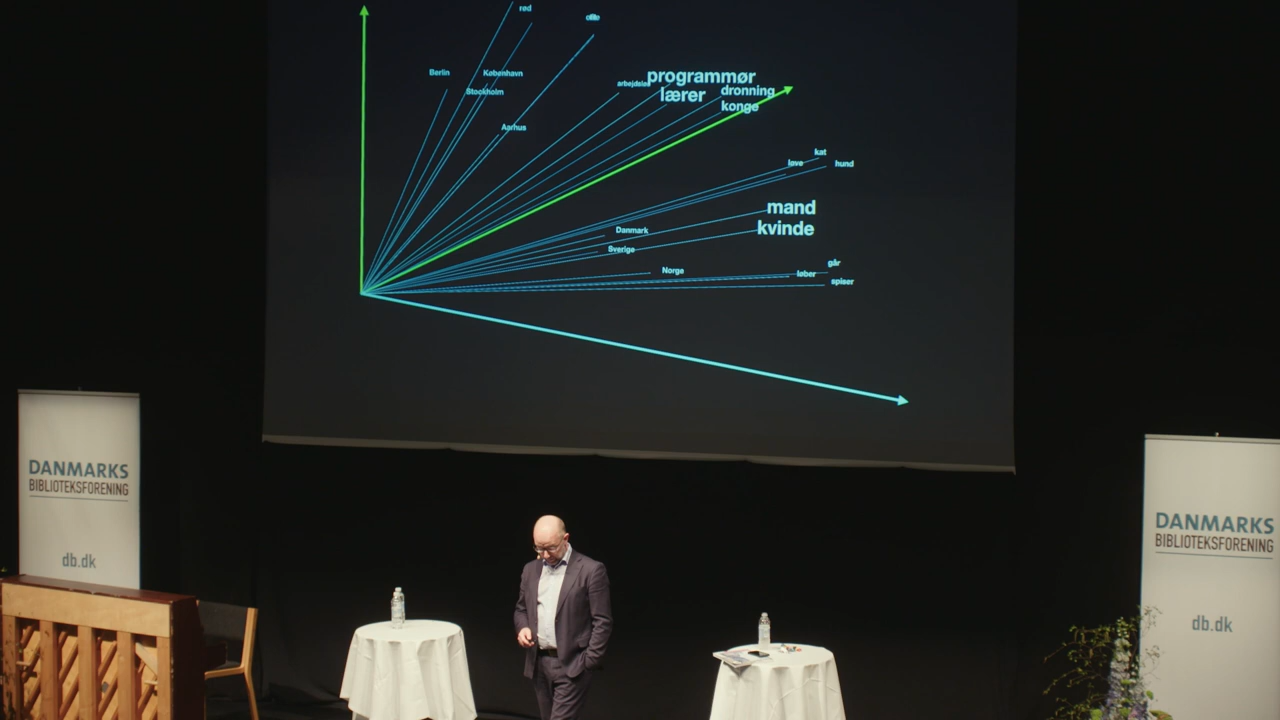 rød
Berlin
København
Stockholm
Aarhus
programmør
lærer
dronning
konge
kat
hund
løve
mand
kvinde
Danmark
Sverige
Norge
går
løber
spiser
DANMARKS
BIBLIOTEKSFORENING
db.dk
DANMARKS
BIBLIOTEKSFORENING
db.dk